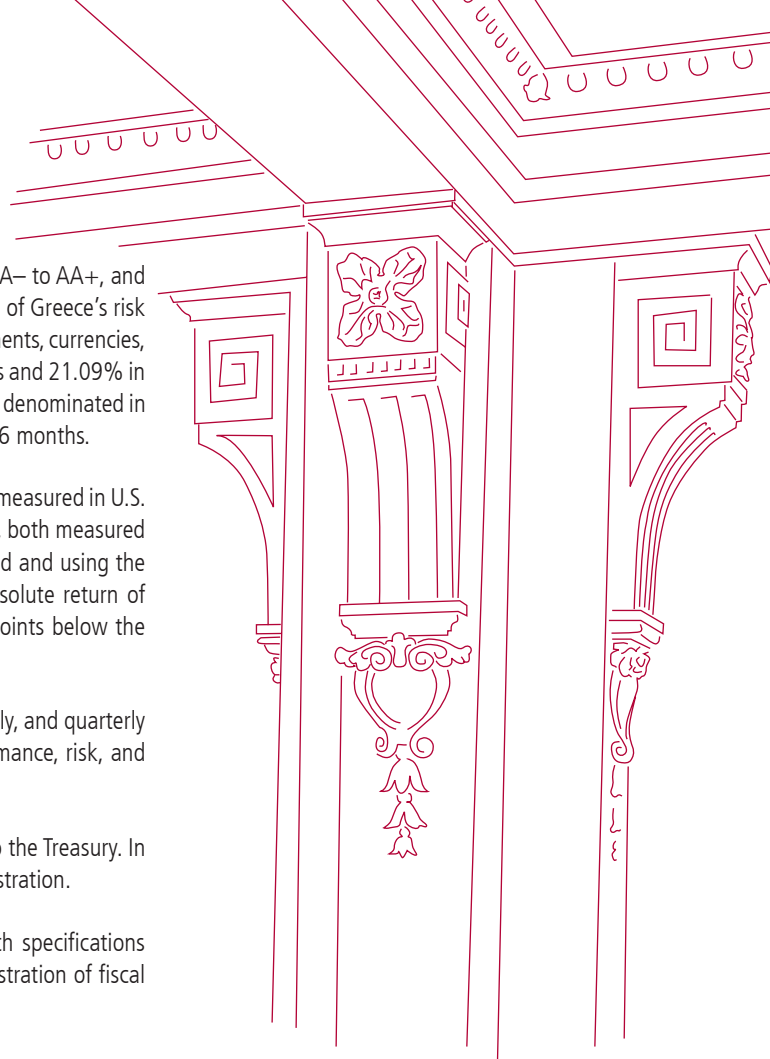 A– to AA+, and
of Greece’s risk
ents, currencies,
s and 21.09% in
denominated in
6 months.
measured in U.S.
both measured
d and using the
solute return of
oints below the
ly, and quarterly
mance, risk, and
the Treasury. In
stration.
th specifications
stration of fiscal